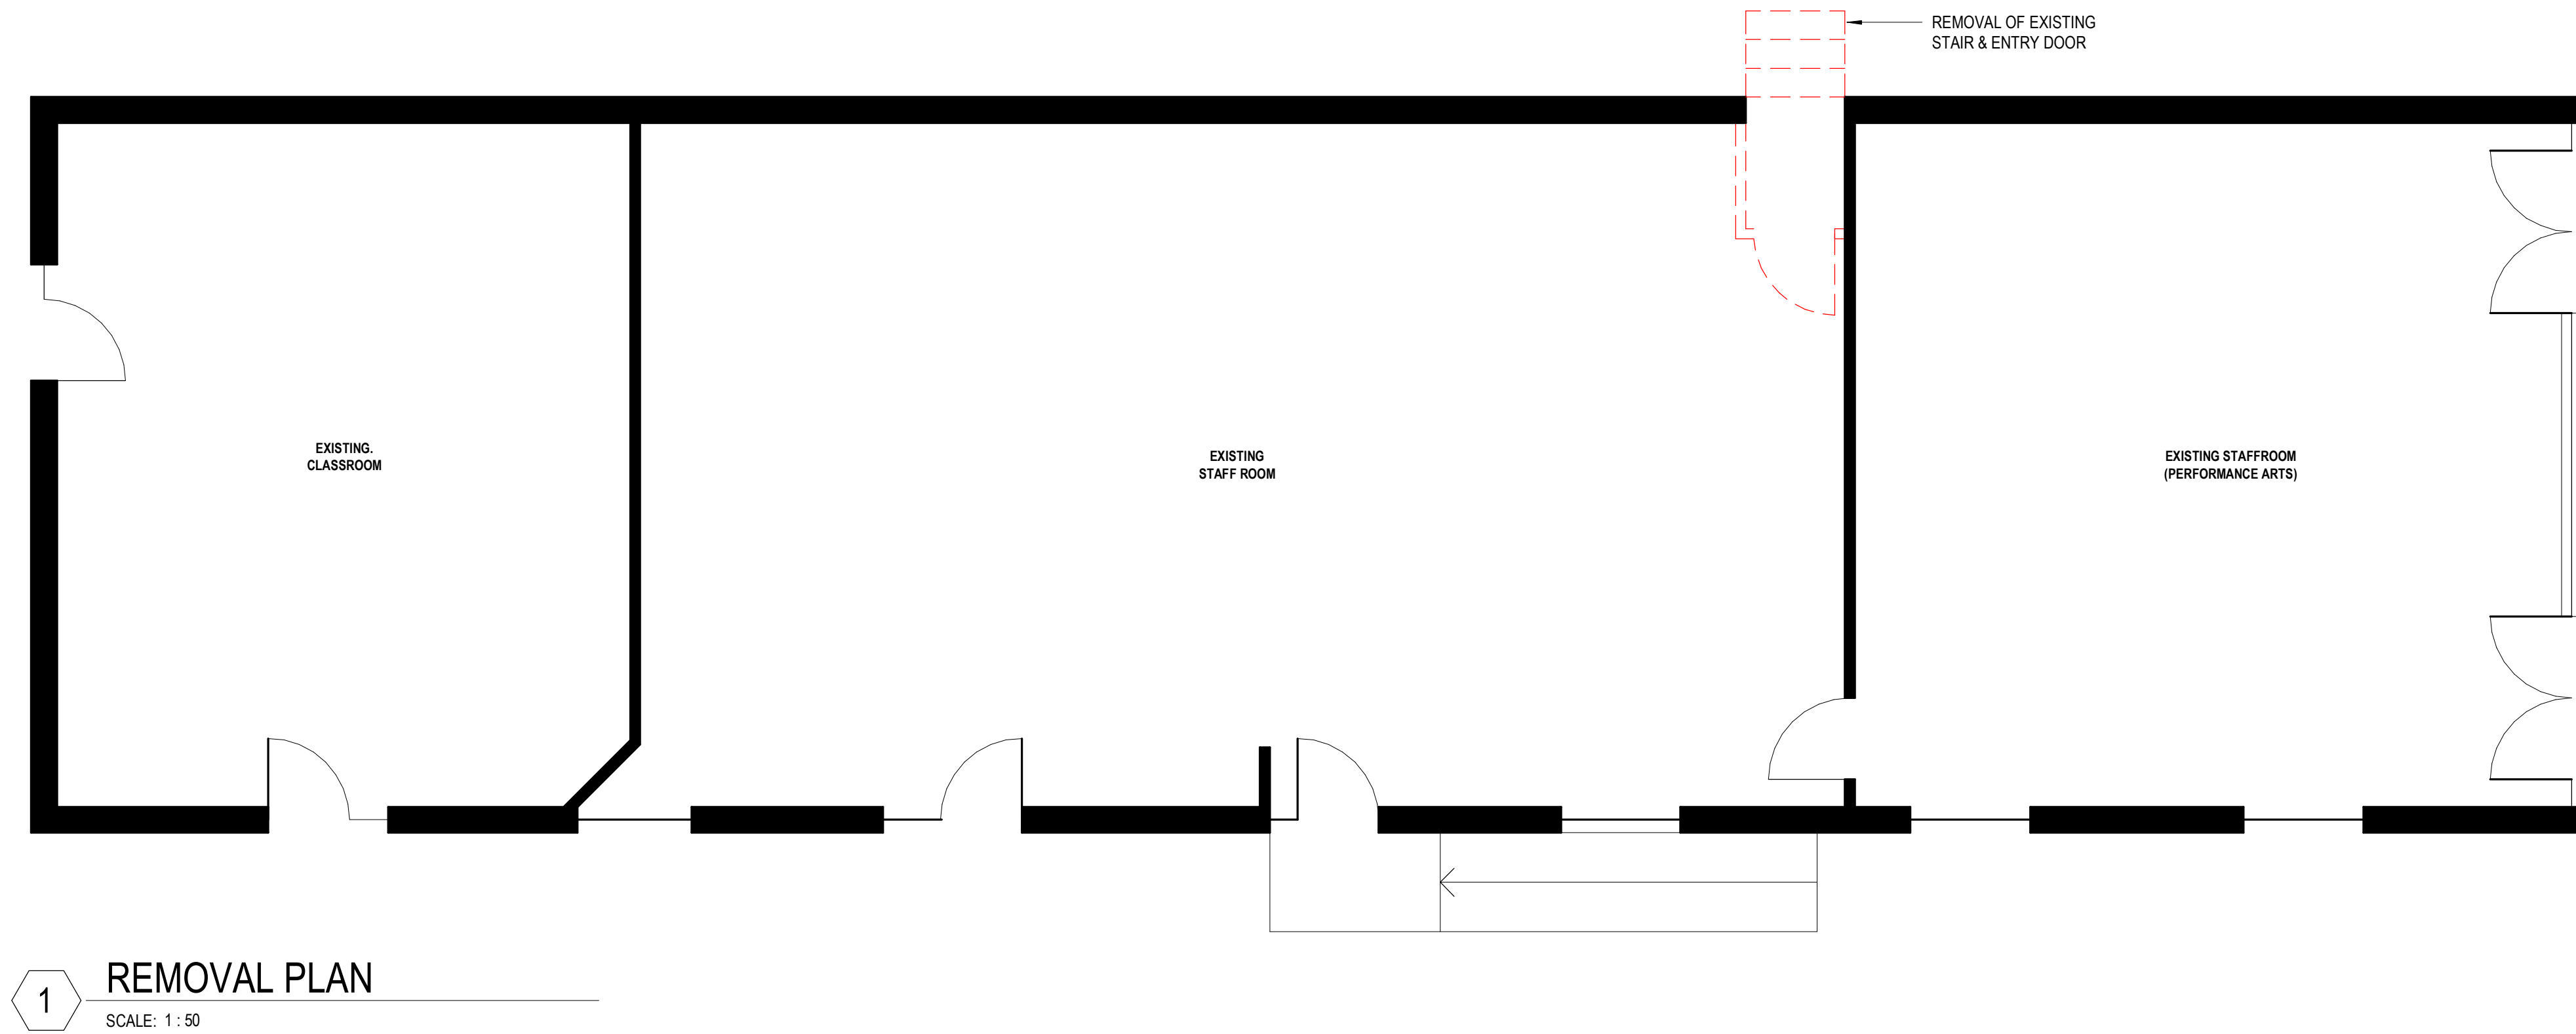 REMOVAL OF EXISTING
STAIR & ENTRY DOOR
EXISTING.
CLASSROOM
EXISTING
STAFF ROOM
EXISTING STAFFROOM
(PERFORMANCE ARTS)
1
REMOVAL PLAN
SCALE: 1 : 50